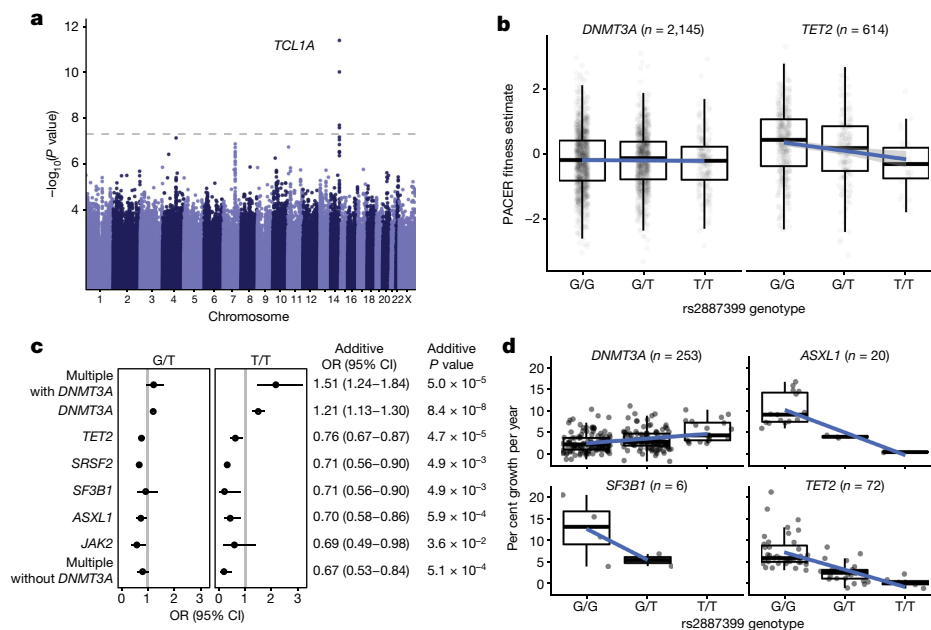 a
12
10
8
6
4
−log10(P value)
TCL1A
1 2 3 4 5 6 7 8 9 10 12 14 16 18 20 22 X
Chromosome
b
DNMT3A (n = 2,145)
TET2 (n = 614)
PACER fitness estimate
2
0
−2
G/G G/T T/T G/G G/T T/T
rs2887399 genotype
c
G/T T/T
Additive OR (95% CI)
Additive P value
Multiple with DNMT3A 1.51 (1.24–1.84) 5.0 × 10−5
DNMT3A 1.21 (1.13–1.30) 8.4 × 10−8
TET2 0.76 (0.67–0.87) 4.7 × 10−5
SRSF2 0.71 (0.56–0.90) 4.9 × 10−3
SF3B1 0.71 (0.56–0.90) 4.9 × 10−3
ASXL1 0.70 (0.58–0.86) 5.9 × 10−4
JAK2 0.69 (0.49–0.98) 3.6 × 10−2
Multiple without DNMT3A 0.67 (0.53–0.84) 5.1 × 10−4
0 1 2 3 0 1 2 3
OR (95% CI)
d
DNMT3A (n = 253)
ASXL1 (n = 20)
20
15
10
5
0
Per cent growth per year
SF3B1 (n = 6)
TET2 (n = 72)
20
15
10
5
0
G/G G/T T/T G/G G/T T/T
rs2887399 genotype